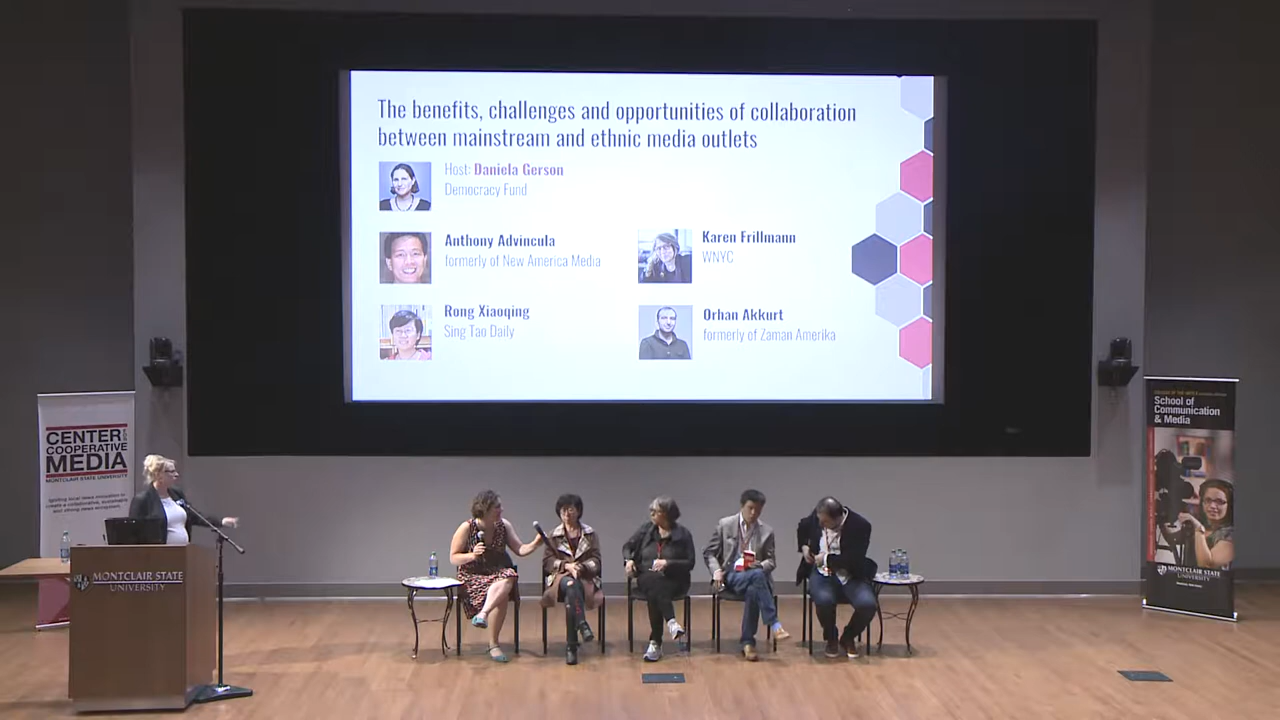 The benefits, challenges and opportunities of collaboration
between mainstream and ethnic media outlets
Host: Daniela Gerson
Democracy Fund
Anthony Advincula
formerly of New America Media
Karen Frillmann
WNYC
Rong Xiaoqing
Sing Tao Daily
Orhan Akkurt
formerly of Zaman Amerika
CENTER
COOPERATIVE
MEDIA
MONTCLAIR STATE UNIVERSITY
School of
Communication
& Media
MONTCLAIR STATE
UNIVERSITY
MONTCLAIR STATE
UNIVERSITY